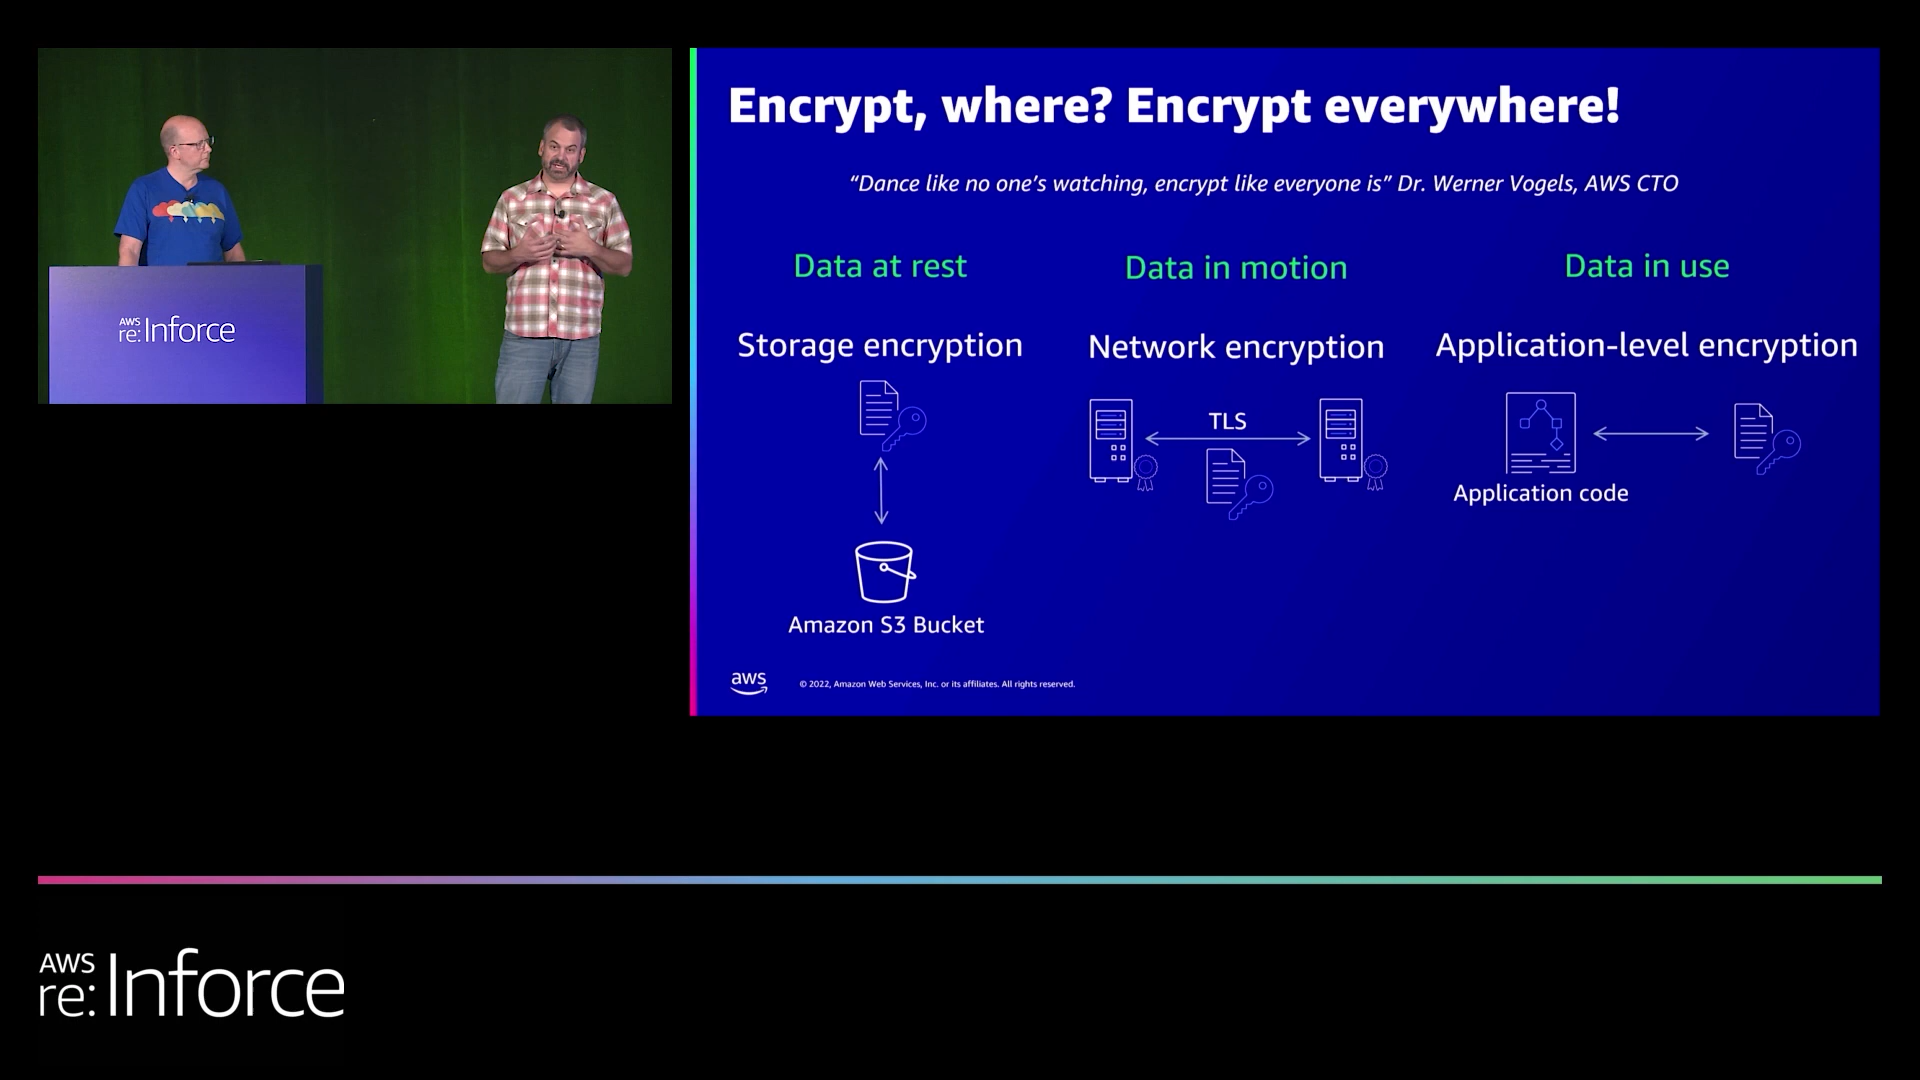 AWS
re:Inforce
Encrypt, where? Encrypt everywhere!
“Dance like no one’s watching, encrypt like everyone is” Dr. Werner Vogels, AWS CTO
Data at rest
Data in motion
Data in use
Storage encryption
Network encryption
Application-level encryption
TLS
Application code
Amazon S3 Bucket
aws
© 2022, Amazon Web Services, Inc. or its affiliates. All rights reserved.
AWS
re:Inforce